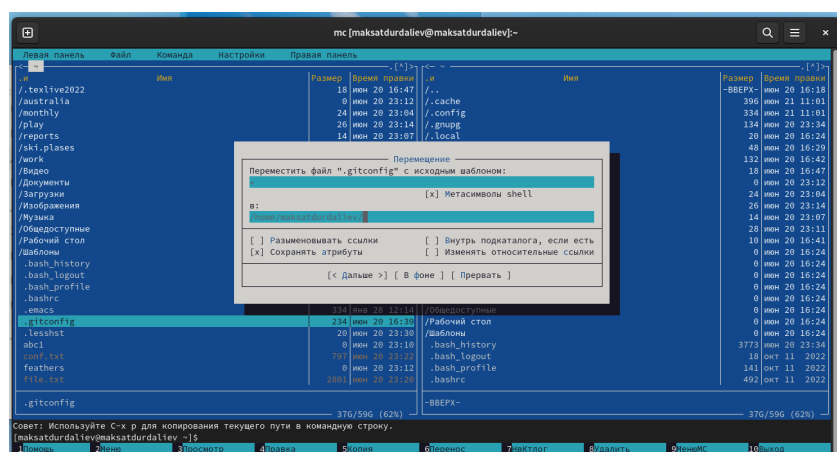 mc [maksatdurdaliev@maksatdurdaliev]:~
Левая панель Файл Команда Настройки Правая панель
<- ~ .[^]>
.и Имя Размер Время правки
/.texlive2022 18 июн 20 16:47
/australia 0 июн 20 23:12
/monthly 24 июн 20 23:04
/play 26 июн 20 23:14
/reports 14 июн 20 23:07
/ski.plases
/work
/Видео
/Документы
/Загрузки
/Изображения
/Музыка
/Общедоступные
/Рабочий стол
/Шаблоны
.bash_history
.bash_logout
.bash_profile
.bashrc
.emacs 334 янв 28 12:14
.gitconfig 234 июн 20 16:39
.lesshst 20 июн 20 23:30
abc1 0 июн 20 23:10
conf.txt 797 июн 20 23:22
feathers 0 июн 20 23:12
file.txt 2801 июн 20 23:20
.gitconfig
37G/59G (62%)
<- ~ .[^]>
.и Имя Размер Время правки
/.. -ВВЕРХ- июн 20 16:18
/.cache 396 июн 21 11:01
/.config 334 июн 21 11:01
/.gnupg 134 июн 20 23:34
/.local 20 июн 20 16:24
48 июн 20 16:29
132 июн 20 16:42
18 июн 20 16:47
0 июн 20 23:12
24 июн 20 23:04
26 июн 20 23:14
14 июн 20 23:07
28 июн 20 23:11
10 июн 20 16:41
0 июн 20 16:24
0 июн 20 16:24
0 июн 20 16:24
0 июн 20 16:24
/Общедоступные 0 июн 20 16:24
/Рабочий стол 0 июн 20 16:24
/Шаблоны 0 июн 20 16:24
.bash_history 3773 июн 20 23:34
.bash_logout 18 окт 11 2022
.bash_profile 141 окт 11 2022
.bashrc 492 окт 11 2022
-ВВЕРХ-
37G/59G (62%)
Перемещение
Переместить файл ".gitconfig" с исходным шаблоном:
*
[x] Метасимволы shell
в:
/home/maksatdurdaliev/
[ ] Разыменовывать ссылки [ ] Внутрь подкаталога, если есть
[x] Сохранять атрибуты [ ] Изменять относительные ссылки
[< Дальше >] [ В фоне ] [ Прервать ]
Совет: Используйте C-x p для копирования текущего пути в командную строку.
[maksatdurdaliev@maksatdurdaliev ~]$
1Помощь 2Меню 3Просмотр 4Правка 5Копия 6Перенос 7НвКтлог 8Удалить 9МенюMC 10Выход